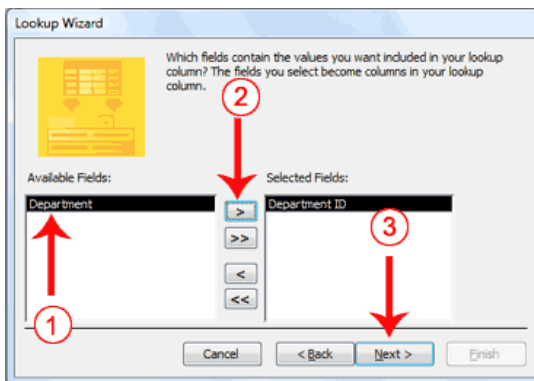 Lookup Wizard
Which fields contain the values you want included in your lookup
column? The fields you select become columns in your lookup
column.
2
Available Fields:
Selected Fields:
Department
>
Department ID
>>
3
<
<<
1
Cancel
< Back
Next >
Finish